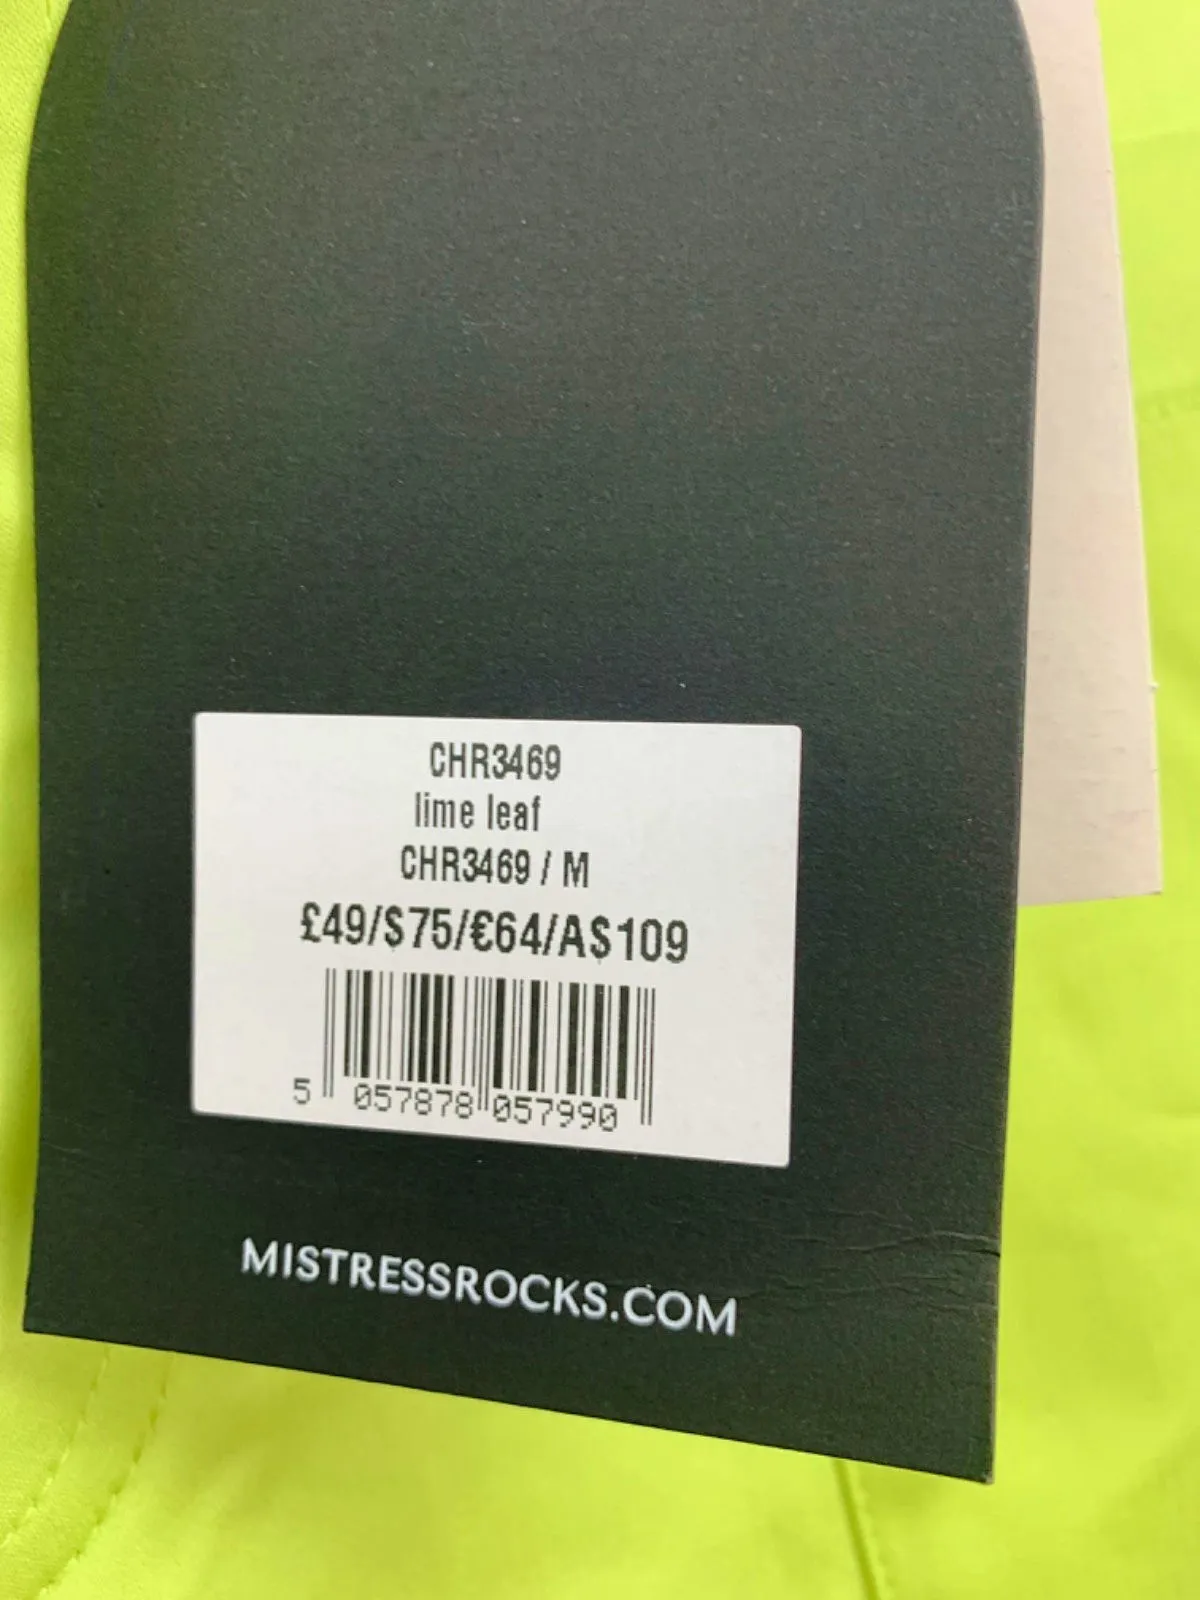 CHR3469
lime leaf
CHR3469 / M
£49/$75/€64/A$109
5 057878 057990
MISTRESSROCKS.COM